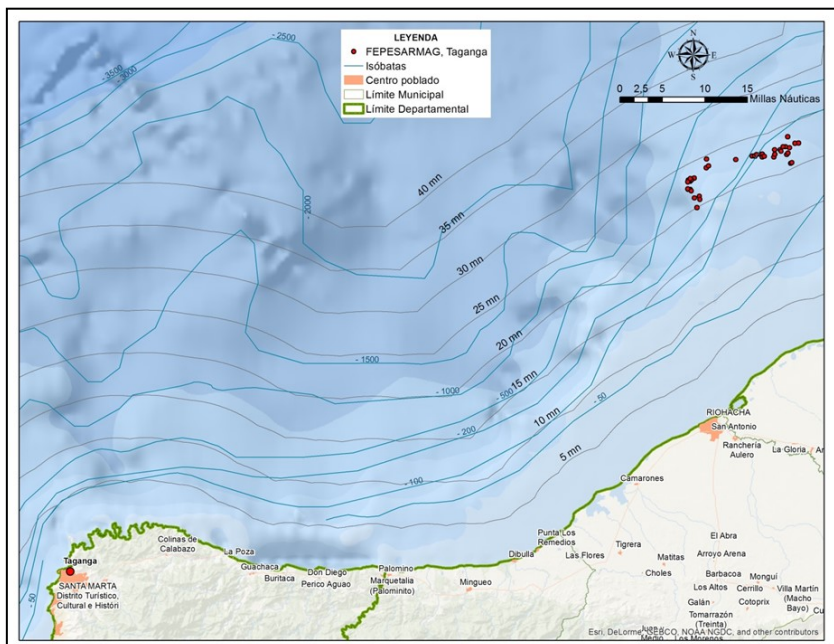 LEYENDA
FEPESARMAG, Taganga
Isóbatas
Centro poblado
Límite Municipal
Límite Departamental
N
W
E
S
0 2,5 5 10 15
Millas Náuticas
- 3500
- 3000
- 2500
- 2000
- 1500
- 1000
- 500
- 200
- 100
- 50
- 50
40 mn
35 mn
30 mn
25 mn
20 mn
15 mn
10 mn
5 mn
RIOHACHA
San Antonio
Ranchería
Aulero
La Gloria
Camarones
Punta Los
Remedios
Dibulla
Las Flores
Tigrera
El Abra
Matitas
Arroyo Arena
Choles
Barbacoa
Monguí
Los Altos
Cerrillo
Villa Martín
(Macho
Bayo)
Galán
Cotoprix
Tomarrazón
(Treinta)
Juan y
Medio
Los Moreno
Mingueo
Palomino
Marquetalia
(Palominito)
Don Diego
Perico Aguao
Buritaca
Guachaca
La Poza
Colinas de
Calabazo
Taganga
SANTA MARTA
Distrito Turístico,
Cultural e Históri
Esri, DeLorme, GEBCO, NOAA NGDC, and other contributors